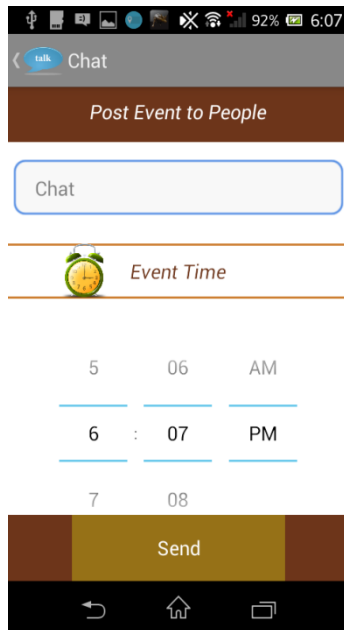 92% 6:07
talk Chat
Post Event to People
Chat
Event Time
5 06 AM
6 : 07 PM
7 08
Send